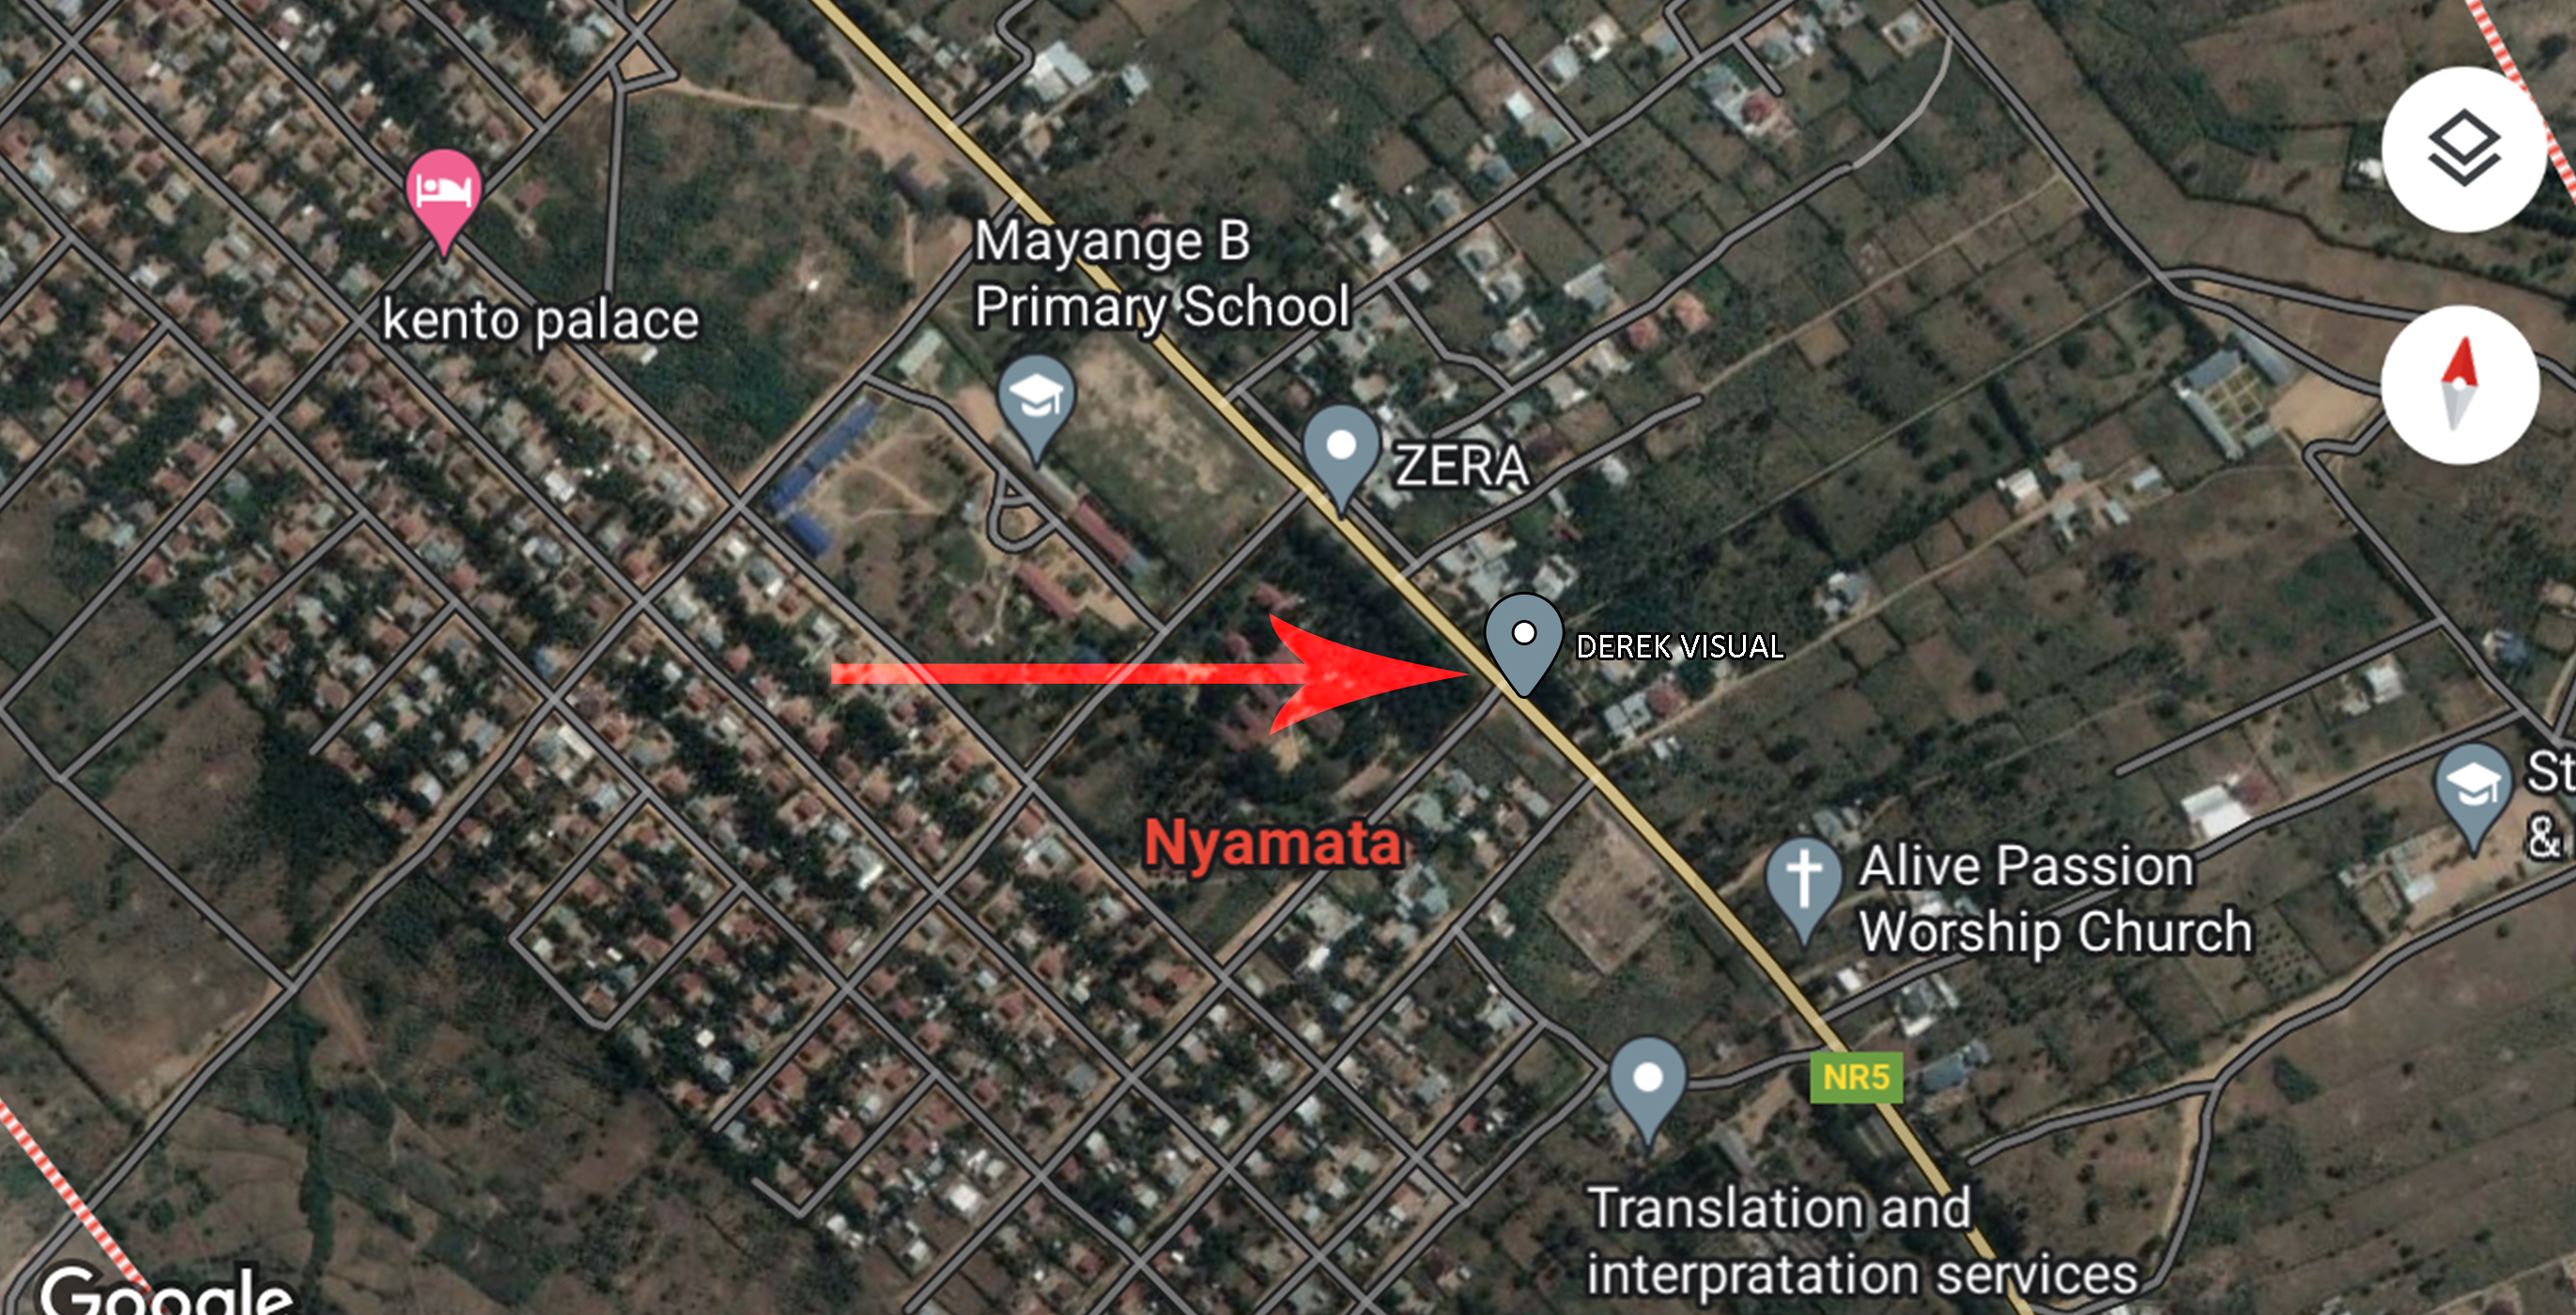 Mayange B
Primary School
kento palace
ZERA
DEREK VISUAL
St
&
Nyamata
Alive Passion
Worship Church
NR5
Translation and
interpratation services
Google